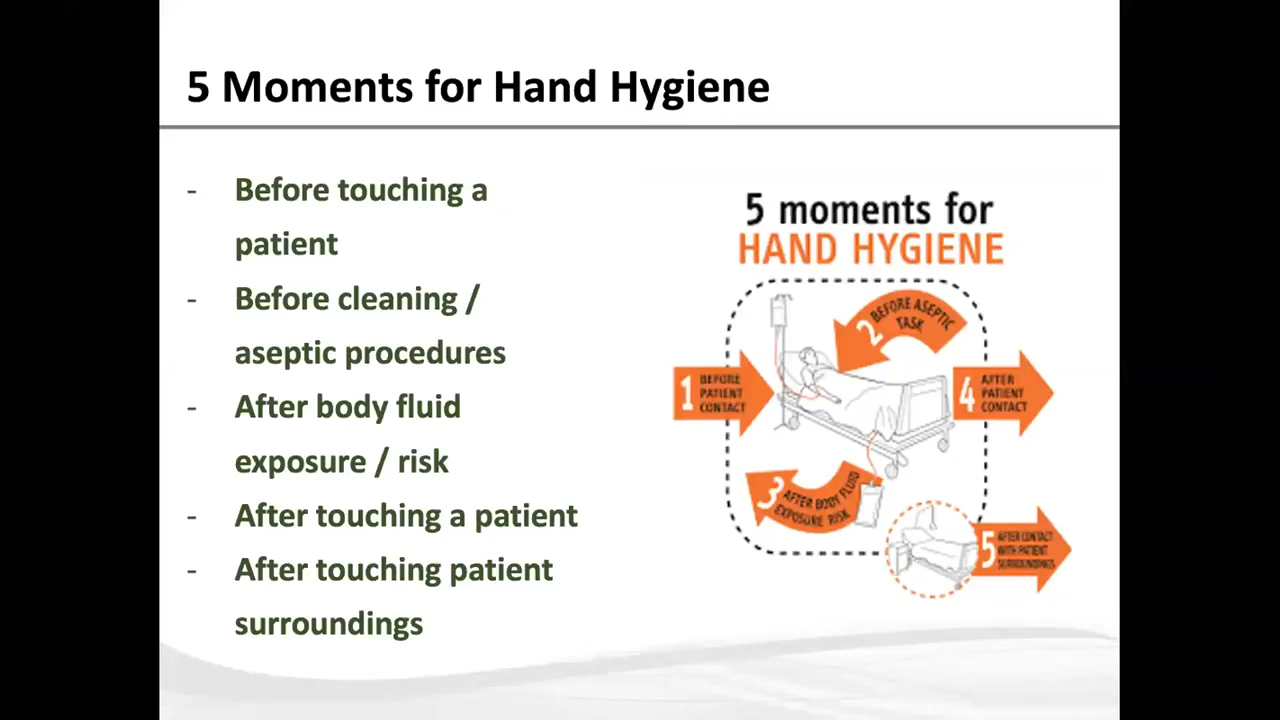 5 Moments for Hand Hygiene
- Before touching a
patient
- Before cleaning /
aseptic procedures
- After body fluid
exposure / risk
- After touching a patient
- After touching patient
surroundings
5 moments for
HAND HYGIENE
1 BEFORE
PATIENT
CONTACT
2 BEFORE ASEPTIC
TASK
3 AFTER BODY FLUID
EXPOSURE RISK
4 AFTER
PATIENT
CONTACT
5 AFTER CONTACT
WITH PATIENT
SURROUNDINGS